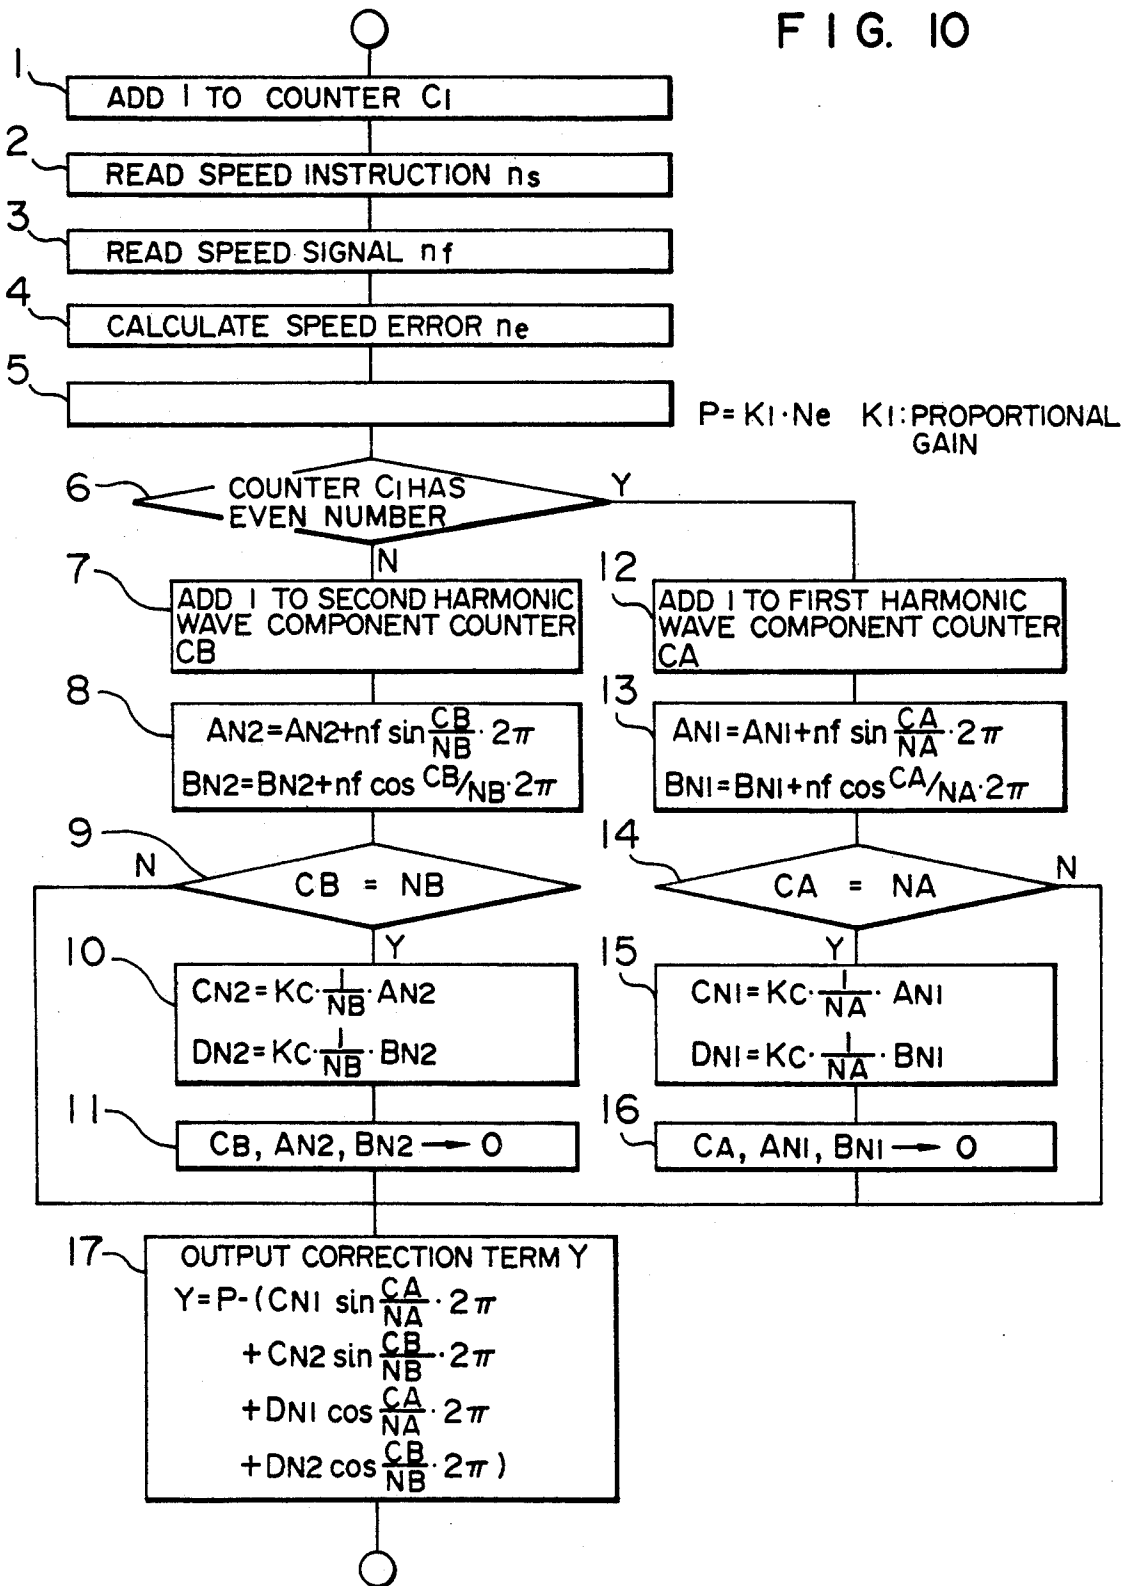 FIG. 10
1
ADD 1 TO COUNTER C1
2
READ SPEED INSTRUCTION ns
3
READ SPEED SIGNAL nf
4
CALCULATE SPEED ERROR ne
5
P=K1·Ne K1:PROPORTIONAL
GAIN
6
COUNTER C1 HAS
EVEN NUMBER
Y
N
7
ADD 1 TO SECOND HARMONIC
WAVE COMPONENT COUNTER
CB
8
AN2=AN2+nf sin CB/NB · 2π
BN2=BN2+nf cos CB/NB·2π
9
N
CB = NB
Y
10
CN2=KC·1/NB·AN2
DN2=KC·1/NB·BN2
11
CB, AN2, BN2 → 0
12
ADD 1 TO FIRST HARMONIC
WAVE COMPONENT COUNTER
CA
13
AN1=AN1+nf sin CA/NA · 2π
BN1=BN1+nf cos CA/NA·2π
14
CA = NA
N
Y
15
CN1=KC·1/NA·AN1
DN1=KC·1/NA·BN1
16
CA, AN1, BN1 → 0
17
OUTPUT CORRECTION TERM Y
Y=P-(CN1 sin CA/NA · 2π
+CN2 sin CB/NB · 2π
+DN1 cos CA/NA · 2π
+DN2 cos CB/NB · 2π)